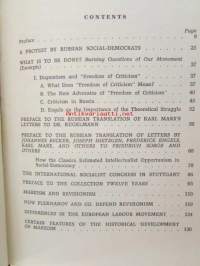 CONTENTS
Page
Preface
A PROTEST BY RUSSIAN SOCIAL-DEMOCRATS
WHAT IS TO BE DONE? Burning Questions of Our Movement
(Excerpts)
I. Dogmatism and "Freedom of Criticism"
A. What Does "Freedom of Criticism" Mean?
B. The New Advocates of "Freedom of Criticism"
C. Criticism in Russia
D. Engels on the Importance of the Theoretical Struggle
PREFACE TO THE RUSSIAN TRANSLATION OF KARL MARX'S
LETTERS TO DR. KUGELMANN
PREFACE TO THE RUSSIAN TRANSLATION OF LETTERS BY
JOHANNES BECKER, JOSEPH DIETZGEN, FREDERICK ENGELS,
KARL MARX, AND OTHERS TO FRIEDRICH SORGE AND
OTHERS
How the Classics Estimated Intellectualist Opportunism in
Social-Democracy
THE INTERNATIONAL SOCIALIST CONGRESS IN STUTTGART
PREFACE TO THE COLLECTION TWELVE YEARS
MARXISM AND REVISIONISM
HOW PLEKHANOV AND CO. DEFEND REVISIONISM
DIFFERENCES IN THE EUROPEAN LABOUR MOVEMENT
CERTAIN FEATURES OF THE HISTORICAL DEVELOPMENT OF
MARXISM